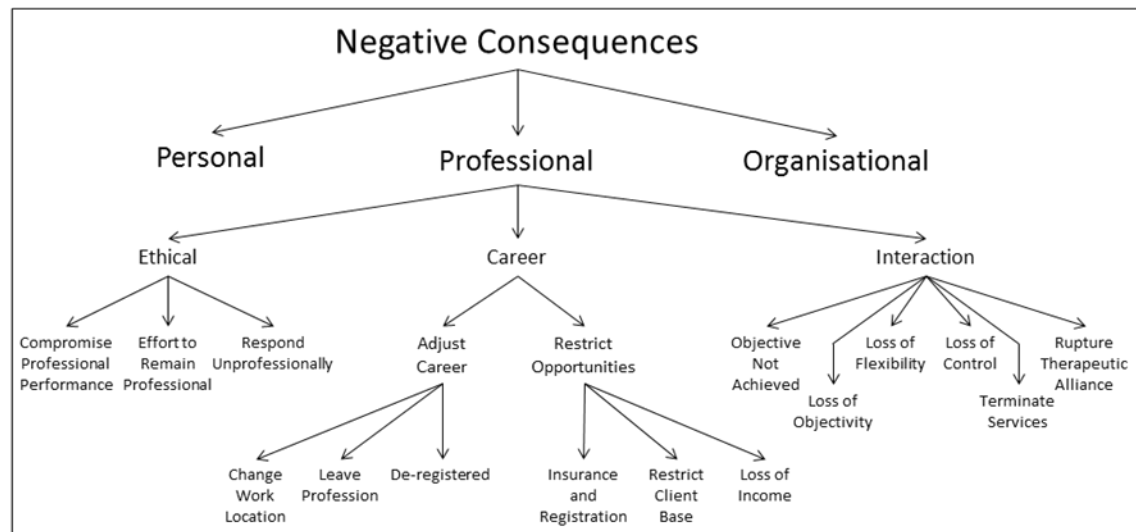 Negative Consequences
Personal
Professional
Organisational
Ethical
Career
Interaction
Compromise
Professional
Performance
Effort to
Remain
Professional
Respond
Unprofessionally
Adjust
Career
Restrict
Opportunities
Objective
Not
Achieved
Loss of
Objectivity
Loss of
Flexibility
Loss of
Control
Terminate
Services
Rupture
Therapeutic
Alliance
Change
Work
Location
Leave
Profession
De-registered
Insurance
and
Registration
Restrict
Client
Base
Loss of
Income